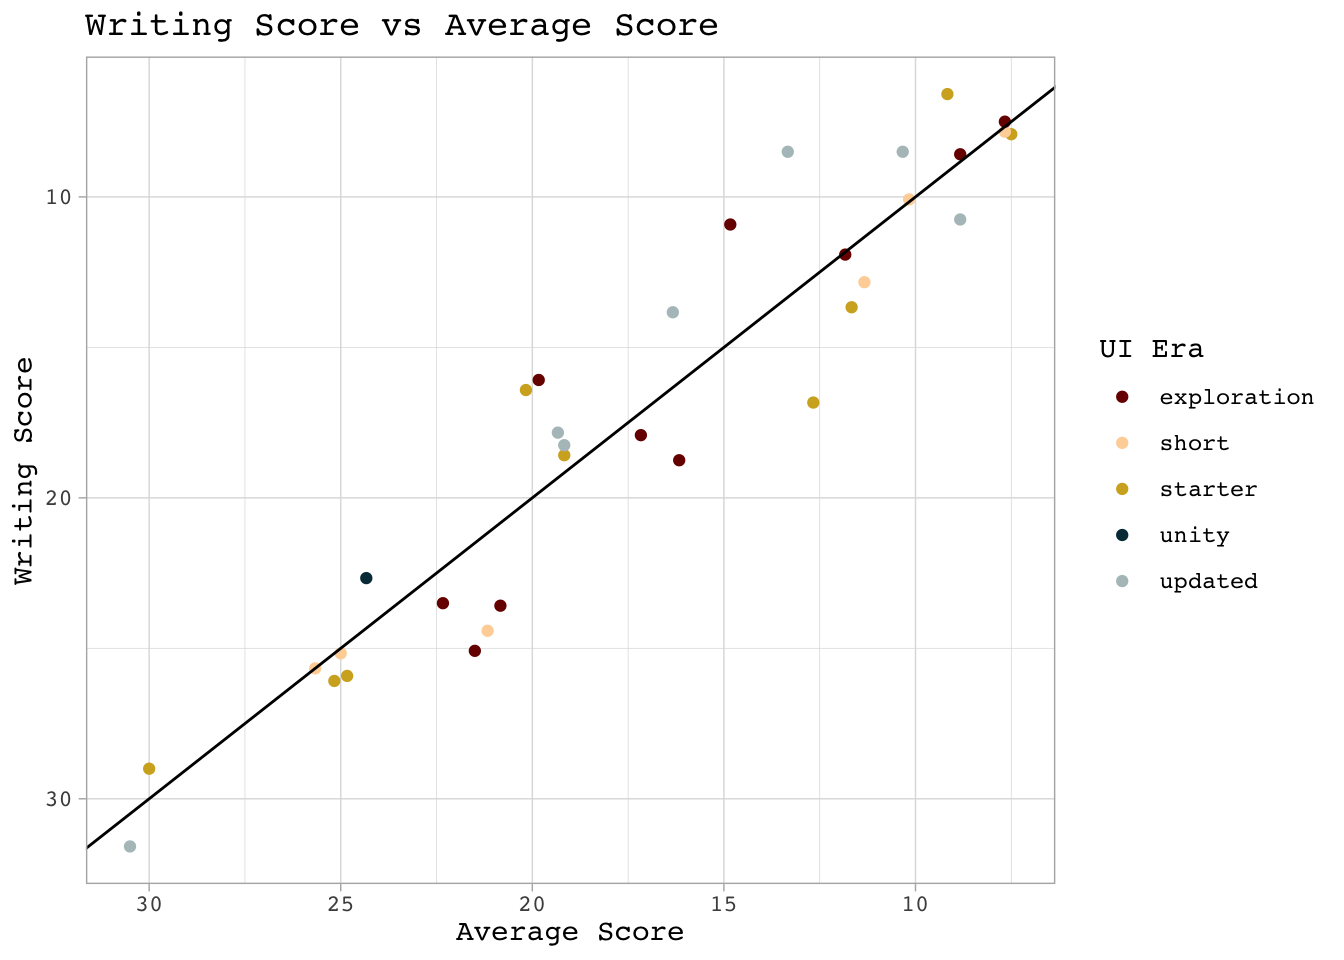 Writing Score vs Average Score
Writing Score
10
20
30
30
25
20
15
10
Average Score
UI Era
exploration
short
starter
unity
updated